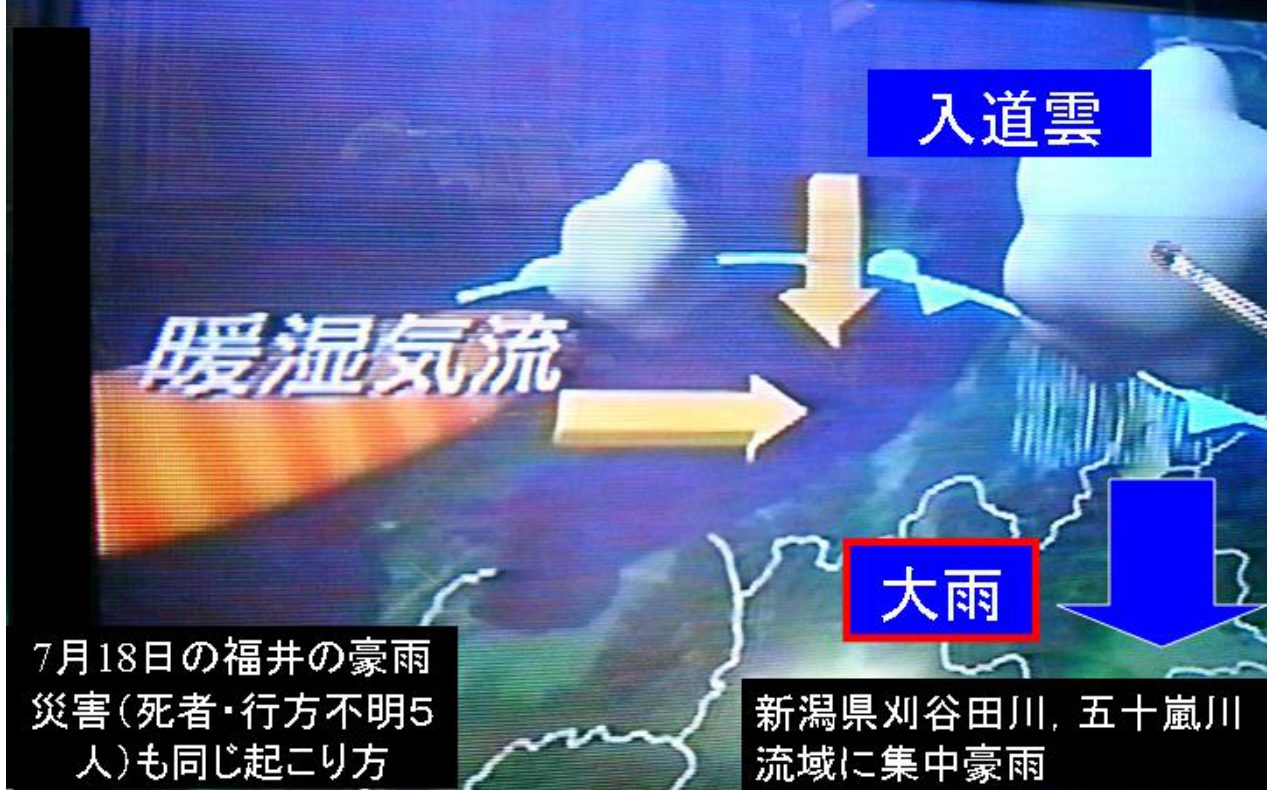 入道雲
暖湿気流
大雨
7月18日の福井の豪雨
災害(死者・行方不明5
人)も同じ起こり方
新潟県刈谷田川,五十嵐川
流域に集中豪雨